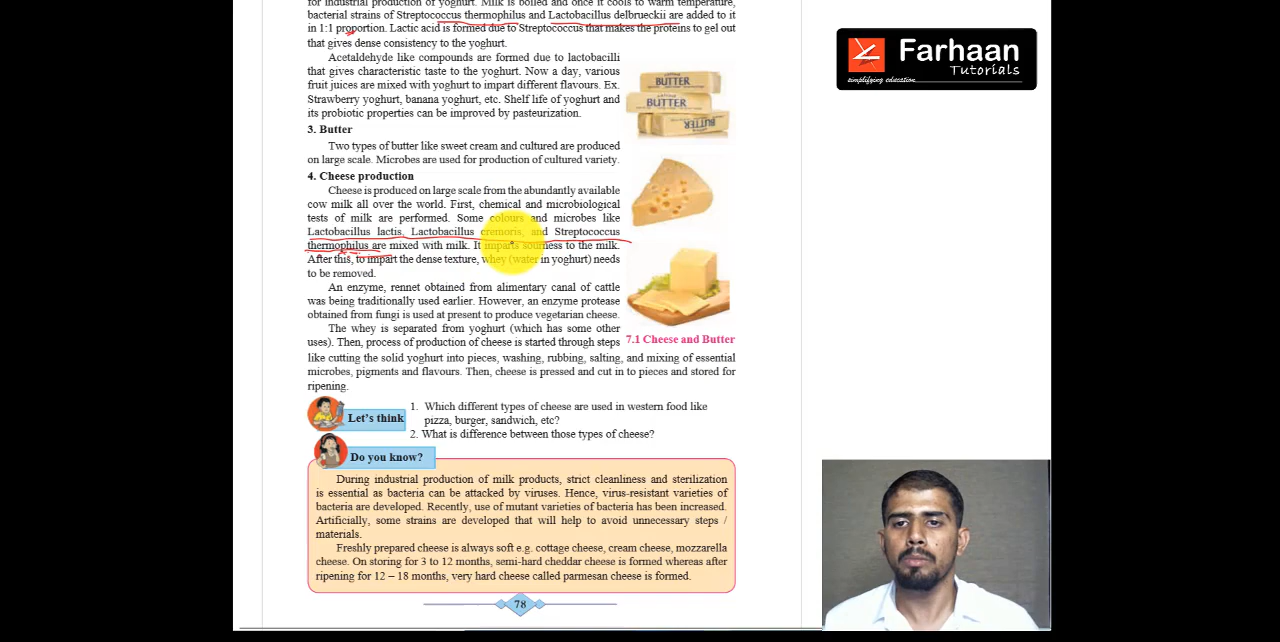 for industrial production of yoghurt. Milk is boiled and once it cools to warm temperature,
bacterial strains of Streptococcus thermophilus and Lactobacillus delbrueckii are added to it
in 1:1 proportion. Lactic acid is formed due to Streptococcus that makes the proteins to gel out
that gives dense consistency to the yoghurt.
Acetaldehyde like compounds are formed due to lactobacilli
that gives characteristic taste to the yoghurt. Now a day, various
fruit juices are mixed with yoghurt to impart different flavours. Ex.
Strawberry yoghurt, banana yoghurt, etc. Shelf life of yoghurt and
its probiotic properties can be improved by pasteurization.
3. Butter
Two types of butter like sweet cream and cultured are produced
on large scale. Microbes are used for production of cultured variety.
4. Cheese production
Cheese is produced on large scale from the abundantly available
cow milk all over the world. First, chemical and microbiological
tests of milk are performed. Some colours and microbes like
Lactobacillus lactis, Lactobacillus cremoris, and Streptococcus
thermophilus are mixed with milk. It imparts sourness to the milk.
After this, to impart the dense texture, whey (water in yoghurt) needs
to be removed.
An enzyme, rennet obtained from alimentary canal of cattle
was being traditionally used earlier. However, an enzyme protease
obtained from fungi is used at present to produce vegetarian cheese.
The whey is separated from yoghurt (which has some other
uses). Then, process of production of cheese is started through steps
like cutting the solid yoghurt into pieces, washing, rubbing, salting, and mixing of essential
microbes, pigments and flavours. Then, cheese is pressed and cut in to pieces and stored for
ripening.
BUTTER
BUTTER
BUTTER
7.1 Cheese and Butter
Let's think
1. Which different types of cheese are used in western food like
pizza, burger, sandwich, etc?
2. What is difference between those types of cheese?
Do you know?
During industrial production of milk products, strict cleanliness and sterilization
is essential as bacteria can be attacked by viruses. Hence, virus-resistant varieties of
bacteria are developed. Recently, use of mutant varieties of bacteria has been increased.
Artificially, some strains are developed that will help to avoid unnecessary steps /
materials.
Freshly prepared cheese is always soft e.g. cottage cheese, cream cheese, mozzarella
cheese. On storing for 3 to 12 months, semi-hard cheddar cheese is formed whereas after
ripening for 12 – 18 months, very hard cheese called parmesan cheese is formed.
78
Farhaan
Tutorials
simplifying education